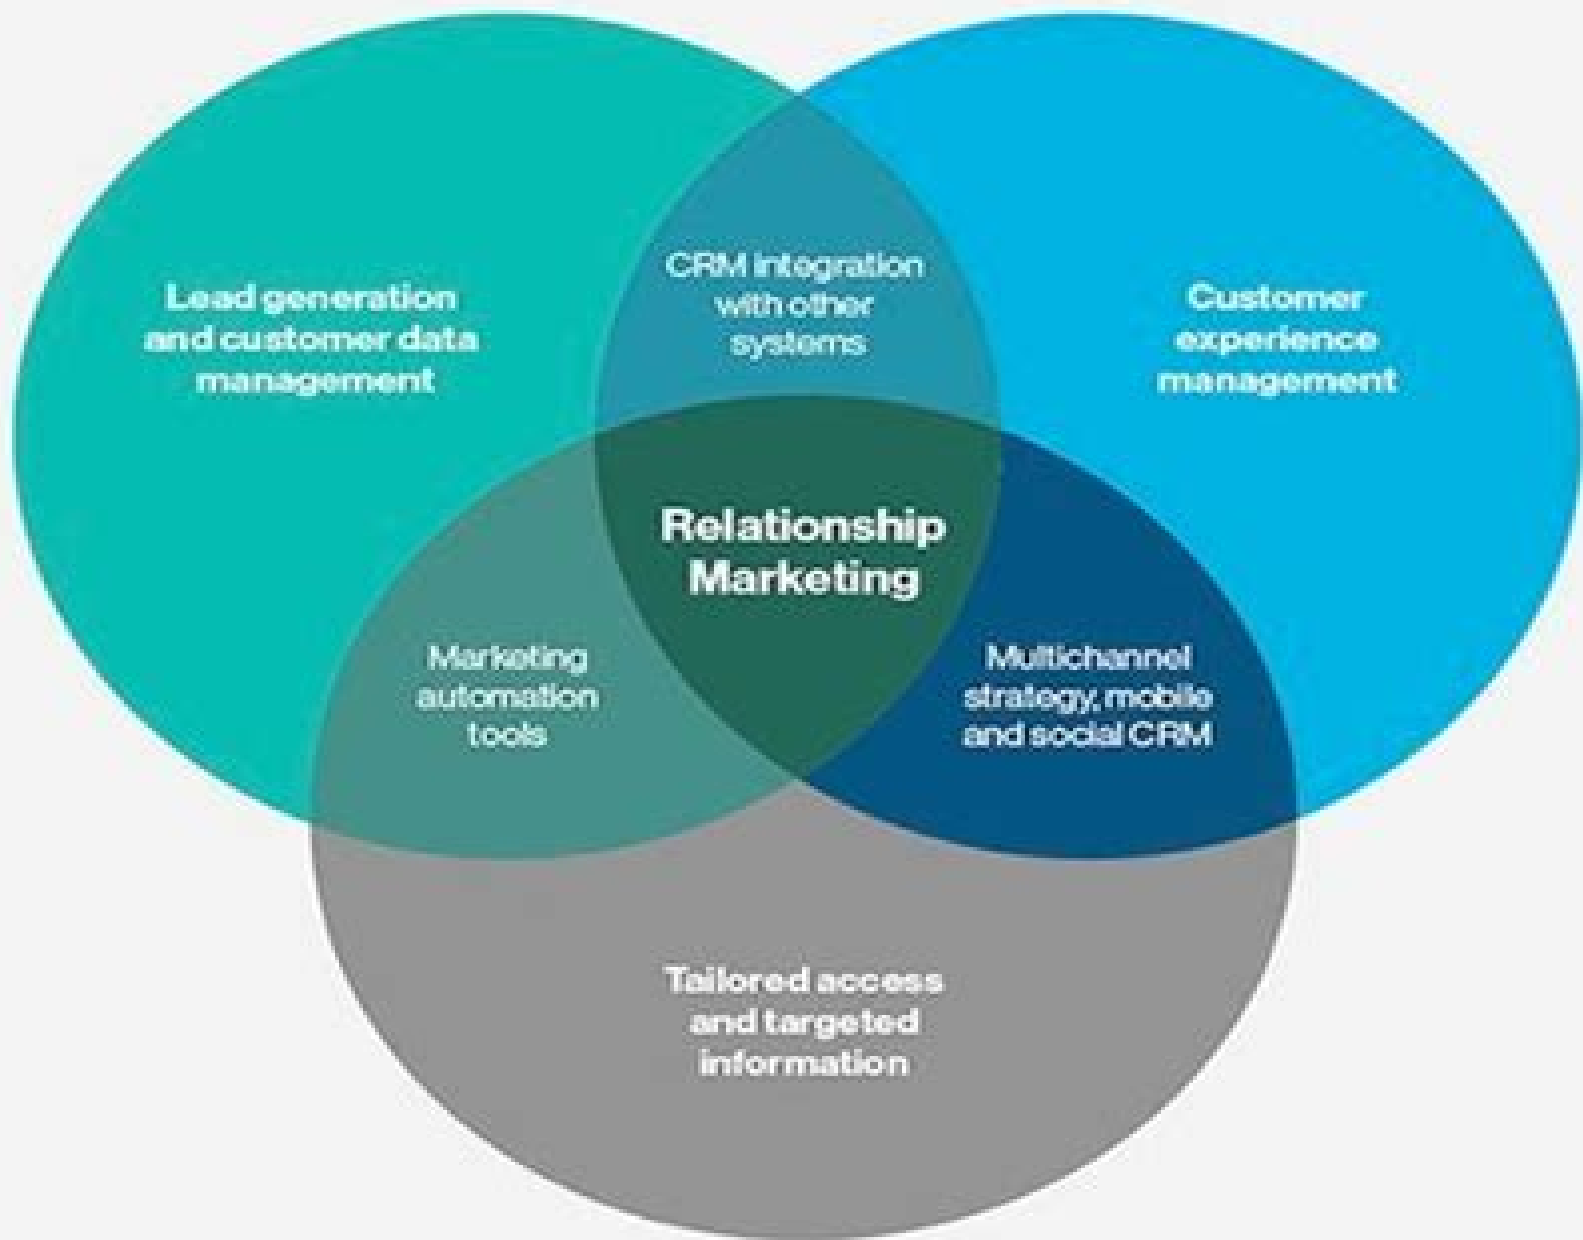 Lead generation
and customer data
management
CRM integration
with other
systems
Customer
experience
management
Relationship
Marketing
Marketing
automation
tools
Multichannel
strategy, mobile
and social CRM
Tailored access
and targeted
information